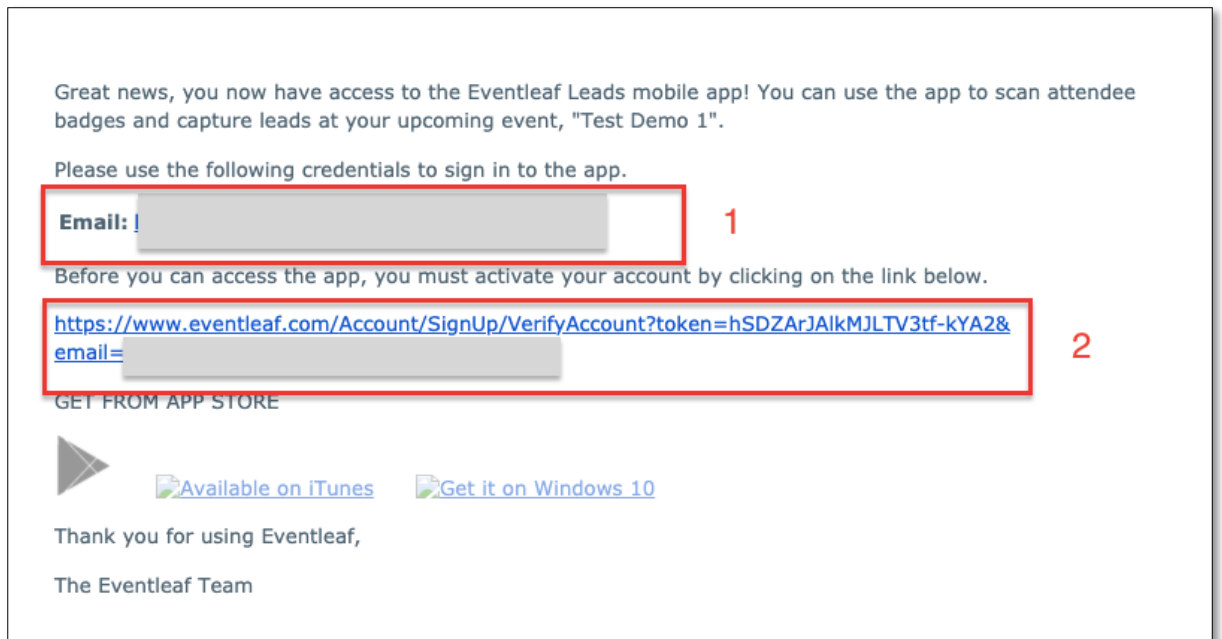 Great news, you now have access to the Eventleaf Leads mobile app! You can use the app to scan attendee
badges and capture leads at your upcoming event, "Test Demo 1".
Please use the following credentials to sign in to the app.
Email:
1
Before you can access the app, you must activate your account by clicking on the link below.
https://www.eventleaf.com/Account/SignUp/VerifyAccount?token=hSDZArJAlkMJLTV3tf-kYA2&
email=
2
GET FROM APP STORE
Available on iTunes
Get it on Windows 10
Thank you for using Eventleaf,
The Eventleaf Team